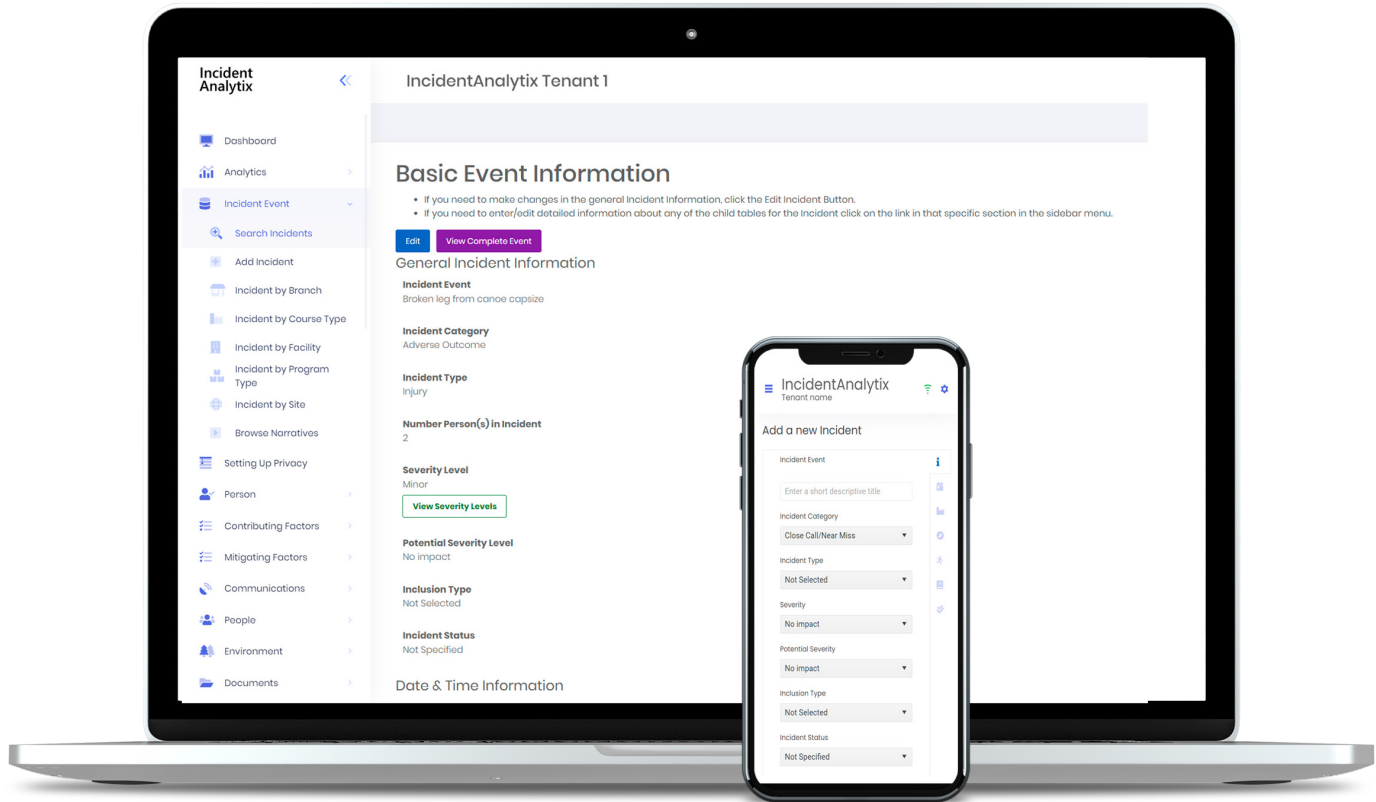 Incident
Analytix
IncidentAnalytix Tenant 1
Dashboard
Analytics
Incident Event
Search Incidents
Add Incident
Incident by Branch
Incident by Course Type
Incident by Facility
Incident by Program
Type
Incident by Site
Browse Narratives
Setting Up Privacy
Person
Contributing Factors
Mitigating Factors
Communications
People
Environment
Documents
Basic Event Information
• If you need to make changes in the general Incident Information, click the Edit Incident Button.
• If you need to enter/edit detailed information about any of the child tables for the Incident click on the link in that specific section in the sidebar menu.
Edit
View Complete Event
General Incident Information
Incident Event
Broken leg from canoe capsize
Incident Category
Adverse Outcome
Incident Type
Injury
Number Person(s) in Incident
2
Severity Level
Minor
View Severity Levels
Potential Severity Level
No impact
Inclusion Type
Not Selected
Incident Status
Not Specified
Date & Time Information
IncidentAnalytix
Tenant name
Add a new Incident
Incident Event
Enter a short descriptive title
Incident Category
Close Call/Near Miss
Incident Type
Not Selected
Severity
No impact
Potential Severity
No impact
Inclusion Type
Not Selected
Incident Status
Not Specified